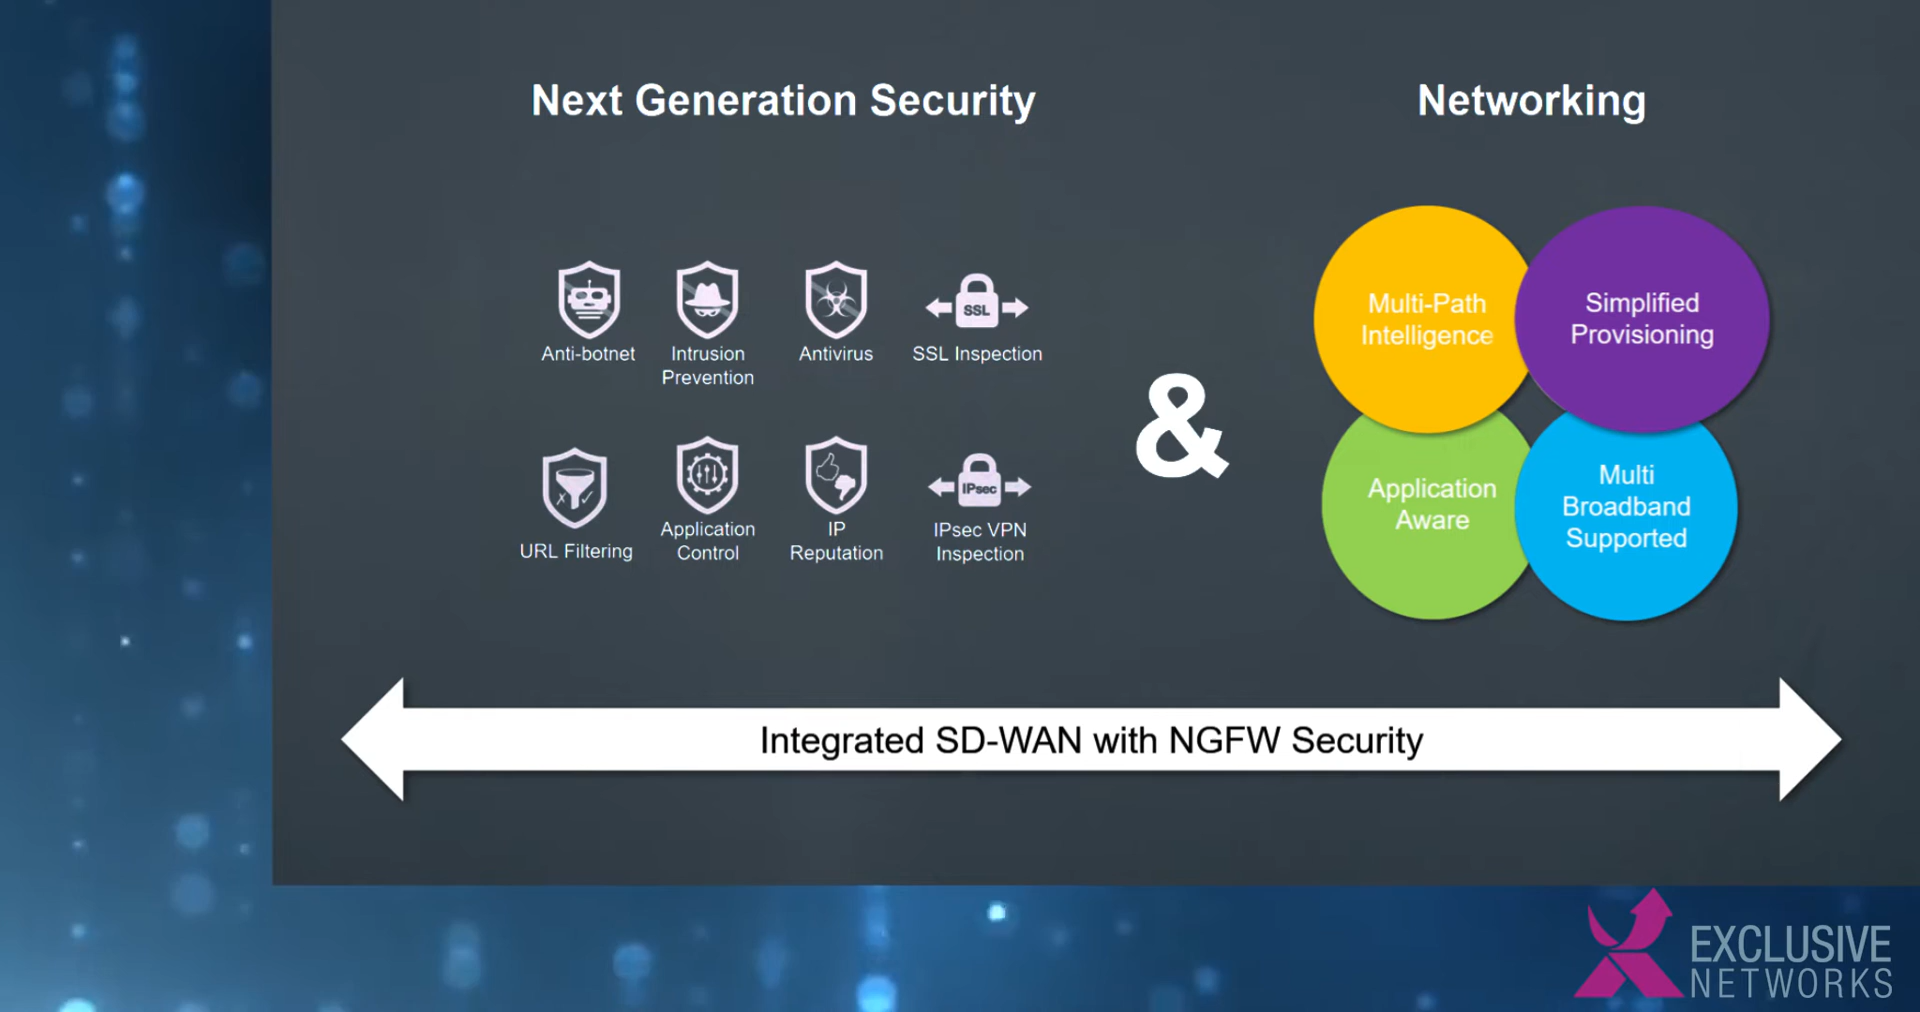 Next Generation Security
Networking
Anti-botnet
Intrusion
Prevention
Antivirus
SSL
SSL Inspection
URL Filtering
Application
Control
IP
Reputation
IPsec
IPsec VPN
Inspection
&
Multi-Path
Intelligence
Simplified
Provisioning
Application
Aware
Multi
Broadband
Supported
Integrated SD-WAN with NGFW Security
EXCLUSIVE
NETWORKS